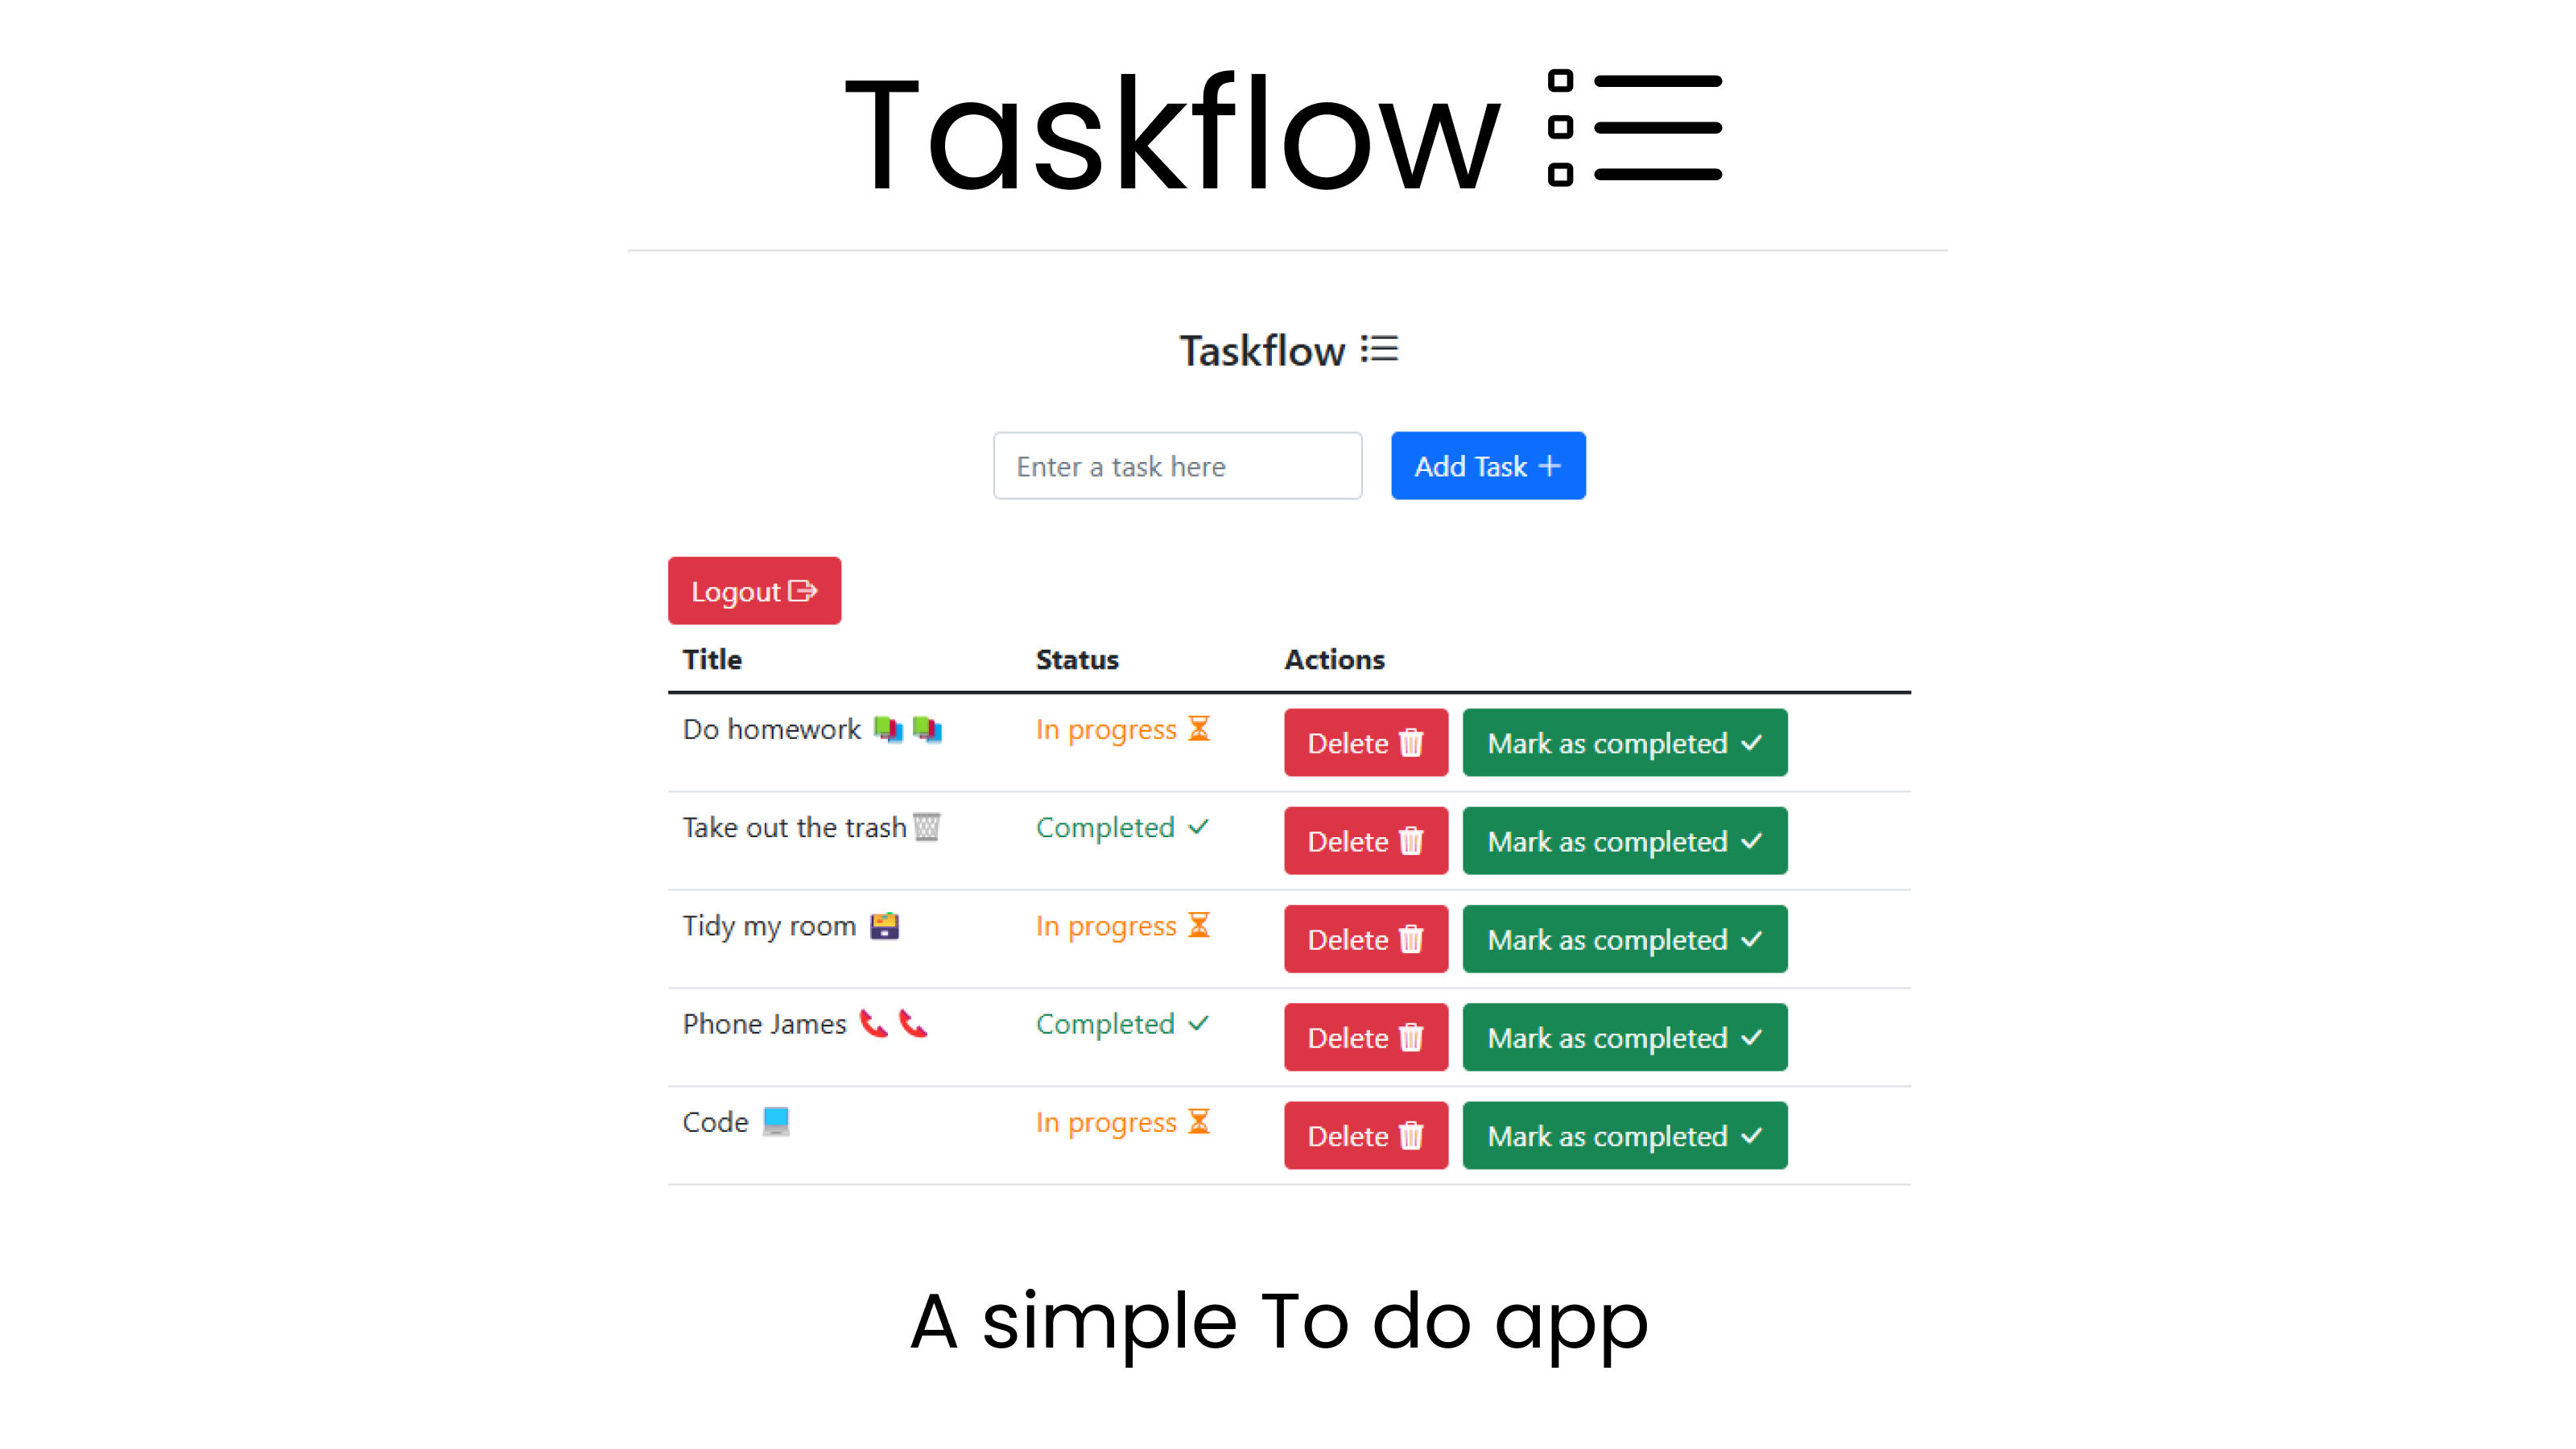 Taskflow
Taskflow
Enter a task here Add Task
Logout
Title Status Actions
Do homework In progress Delete Mark as completed
Take out the trash Completed Delete Mark as completed
Tidy my room In progress Delete Mark as completed
Phone James Completed Delete Mark as completed
Code In progress Delete Mark as completed
A simple To do app